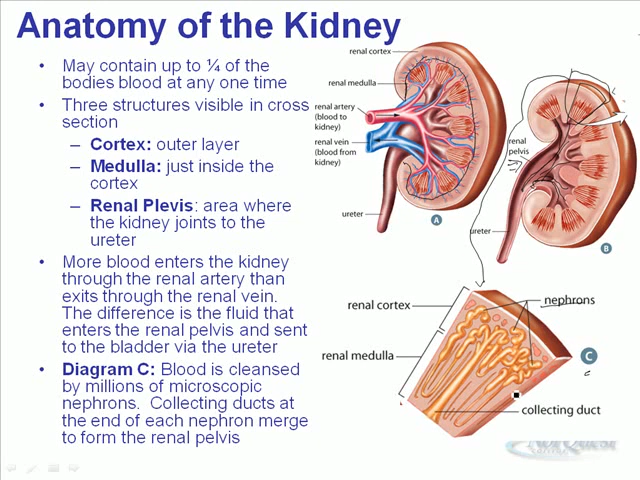 Anatomy of the Kidney
• May contain up to ¼ of the
bodies blood at any one time
• Three structures visible in cross
section
– Cortex: outer layer
– Medulla: just inside the
cortex
– Renal Plevis: area where
the kidney joints to the
ureter
• More blood enters the kidney
through the renal artery than
exits through the renal vein.
The difference is the fluid that
enters the renal pelvis and sent
to the bladder via the ureter
• Diagram C: Blood is cleansed
by millions of microscopic
nephrons. Collecting ducts at
the end of each nephron merge
to form the renal pelvis
renal cortex
renal medulla
renal artery
(blood to
kidney)
renal vein
(blood from
kidney)
ureter
A
renal
pelvis
ureter
B
renal cortex
nephrons
renal medulla
C
collecting duct